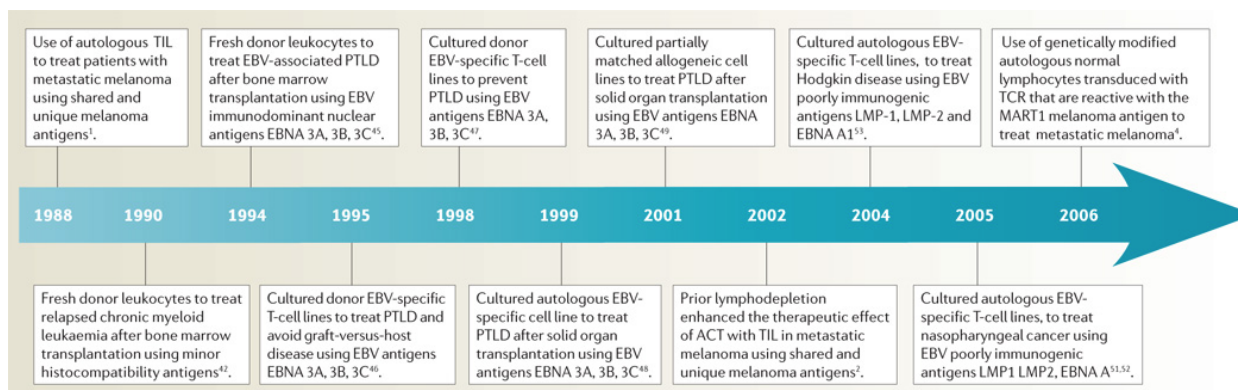 Use of autologous TIL
to treat patients with
metastatic melanoma
using shared and
unique melanoma
antigens¹.
Fresh donor leukocytes to
treat EBV-associated PTLD
after bone marrow
transplantation using EBV
immunodominant nuclear
antigens EBNA 3A, 3B, 3C⁴⁵.
Cultured donor
EBV-specific T-cell
lines to prevent
PTLD using EBV
antigens EBNA 3A,
3B, 3C⁴⁷.
Cultured partially
matched allogeneic cell
lines to treat PTLD after
solid organ transplantation
using EBV antigens EBNA
3A, 3B, 3C⁴⁹.
Cultured autologous EBV-
specific T-cell lines, to treat
Hodgkin disease using EBV
poorly immunogenic
antigens LMP-1, LMP-2 and
EBNA A1⁵³.
Use of genetically modified
autologous normal
lymphocytes transduced with
TCR that are reactive with the
MART1 melanoma antigen to
treat metastatic melanoma⁴.
1988 1990 1994 1995 1998 1999 2001 2002 2004 2005 2006
Fresh donor leukocytes to treat
relapsed chronic myeloid
leukaemia after bone marrow
transplantation using minor
histocompatibility antigens⁴².
Cultured donor EBV-specific
T-cell lines to treat PTLD and
avoid graft-versus-host
disease using EBV antigens
EBNA 3A, 3B, 3C⁴⁶.
Cultured autologous EBV-
specific cell line to treat
PTLD after solid organ
transplantation using EBV
antigens EBNA 3A, 3B, 3C⁴⁸.
Prior lymphodepletion
enhanced the therapeutic effect
of ACT with TIL in metastatic
melanoma using shared and
unique melanoma antigens².
Cultured autologous EBV-
specific T-cell lines, to treat
nasopharyngeal cancer using
EBV poorly immunogenic
antigens LMP1 LMP2, EBNA A⁵¹,⁵².